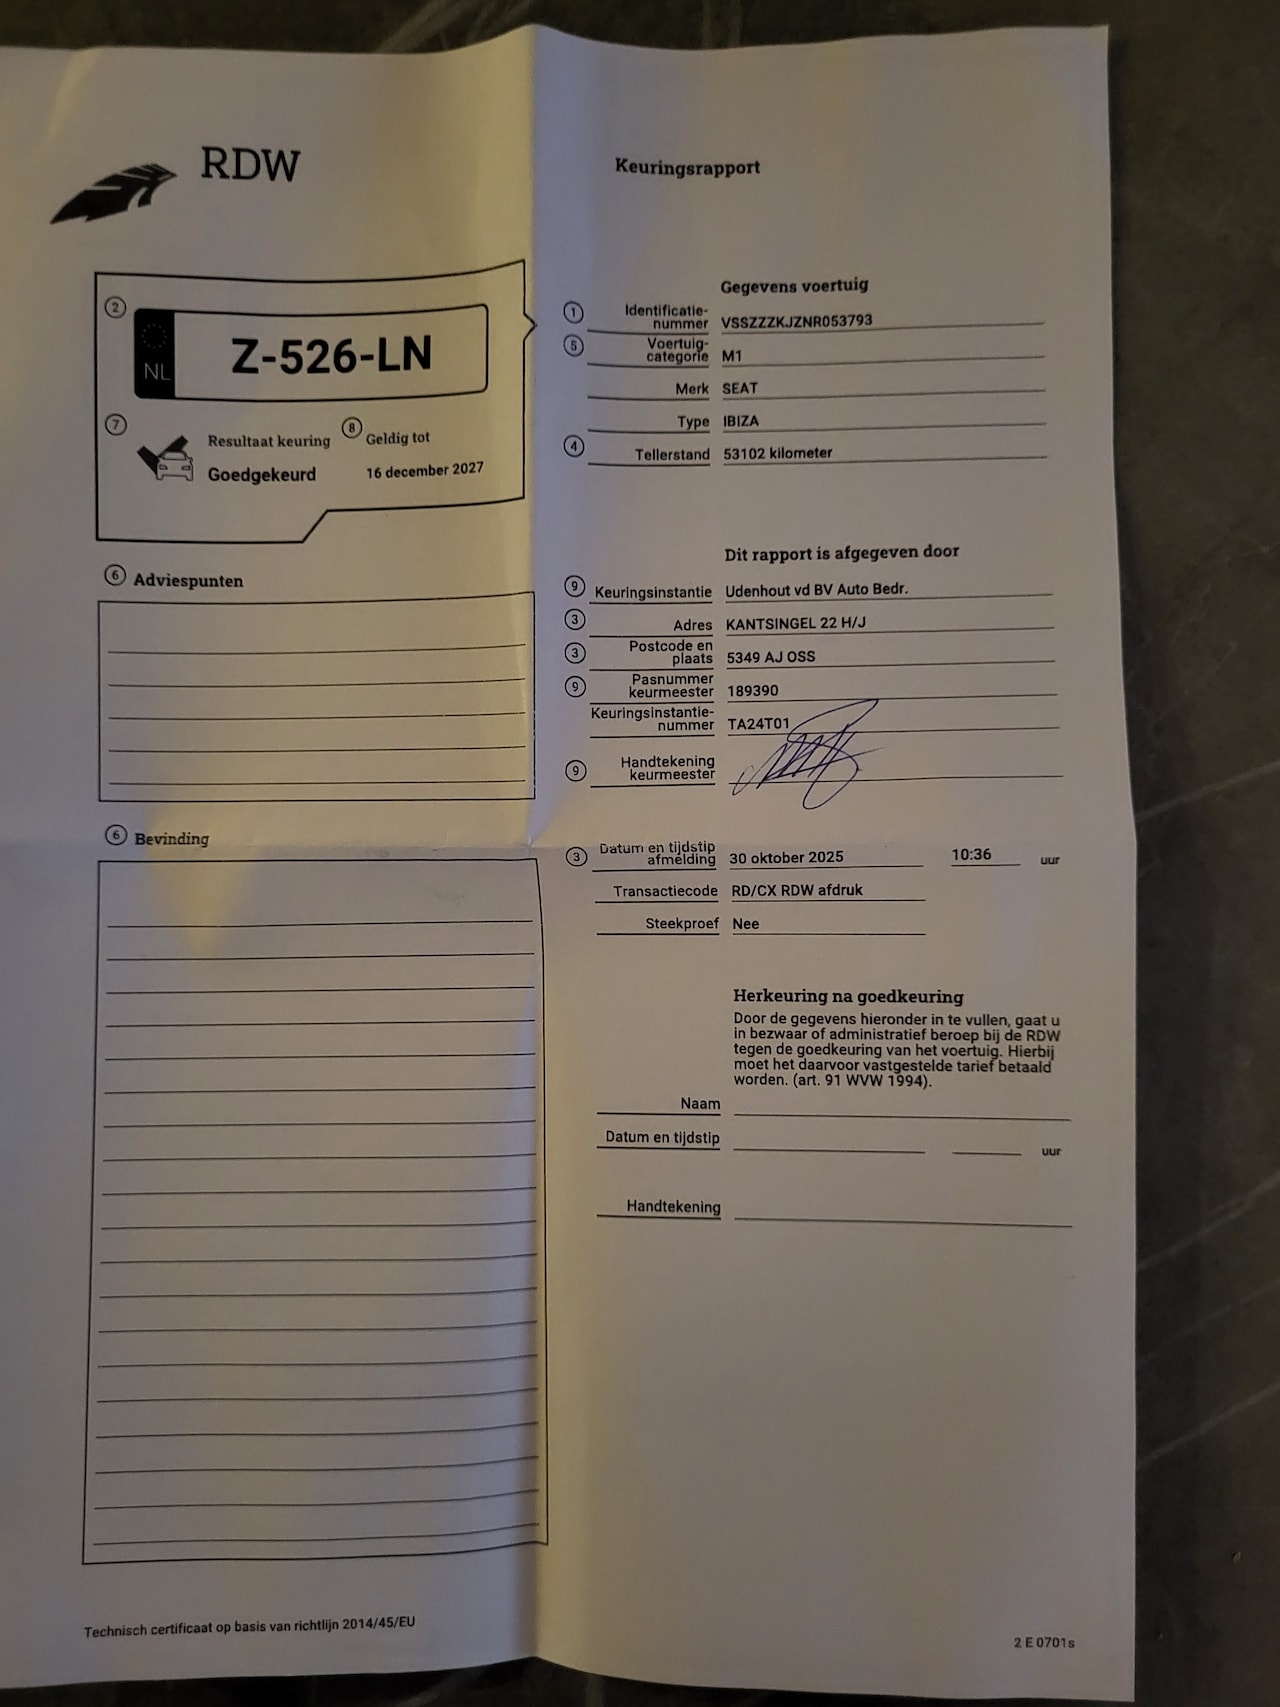 RDW
Keuringsrapport
2
NL
Z-526-LN
7
Resultaat keuring
Goedgekeurd
8
Geldig tot
16 december 2027
6 Adviespunten
6 Bevinding
Gegevens voertuig
1 Identificatie-
nummer VSSZZZKJZNR053793
5 Voertuig-
categorie M1
Merk SEAT
Type IBIZA
4 Tellerstand 53102 kilometer
Dit rapport is afgegeven door
9 Keuringsinstantie Udenhout vd BV Auto Bedr.
3 Adres KANTSINGEL 22 H/J
3 Postcode en
plaats 5349 AJ OSS
9 Pasnummer
keurmeester 189390
Keuringsinstantie-
nummer TA24T01
9 Handtekening
keurmeester
3 Datum en tijdstip
afmelding 30 oktober 2025 10:36 uur
Transactiecode RD/CX RDW afdruk
Steekproef Nee
Herkeuring na goedkeuring
Door de gegevens hieronder in te vullen, gaat u
in bezwaar of administratief beroep bij de RDW
tegen de goedkeuring van het voertuig. Hierbij
moet het daarvoor vastgestelde tarief betaald
worden. (art. 91 WVW 1994).
Naam
Datum en tijdstip uur
Handtekening
Technisch certificaat op basis van richtlijn 2014/45/EU
2 E 0701s